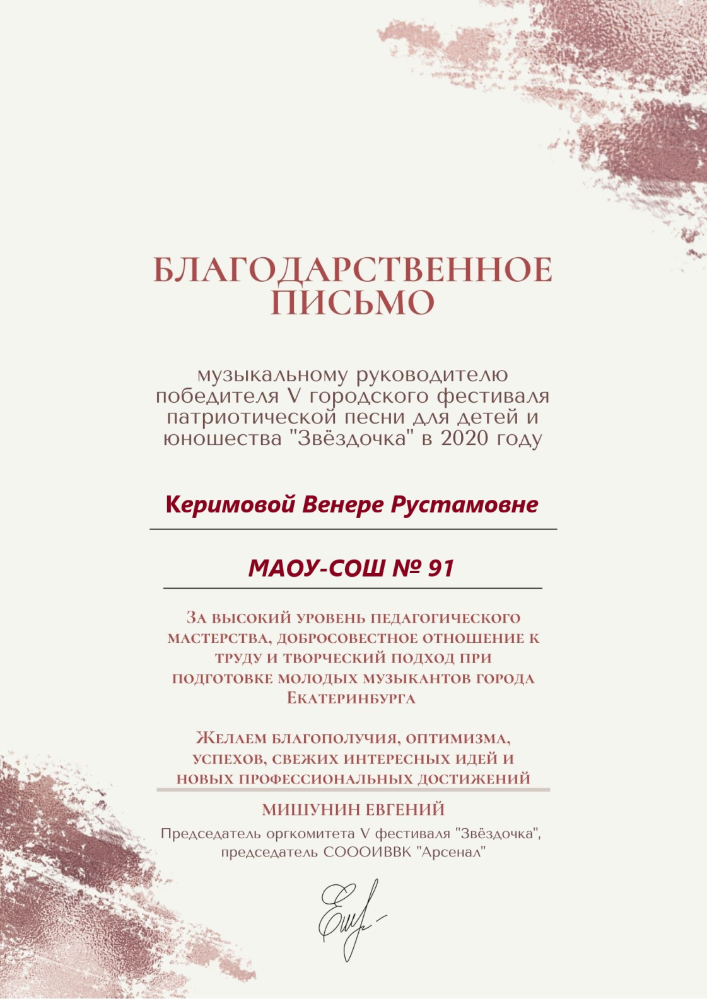 БЛАГОДАРСТВЕННОЕ
ПИСЬМО
музыкальному руководителю
победителя V городского фестиваля
патриотической песни для детей и
юношества "Звёздочка" в 2020 году
Керимовой Венере Рустамовне
МАОУ-СОШ № 91
За высокий уровень педагогического
мастерства, добросовестное отношение к
труду и творческий подход при
подготовке молодых музыкантов города
Екатеринбурга
Желаем благополучия, оптимизма,
успехов, свежих интересных идей и
новых профессиональных достижений
МИШУНИН ЕВГЕНИЙ
Председатель оргкомитета V фестиваля "Звёздочка",
председатель СОООИВВК "Арсенал"